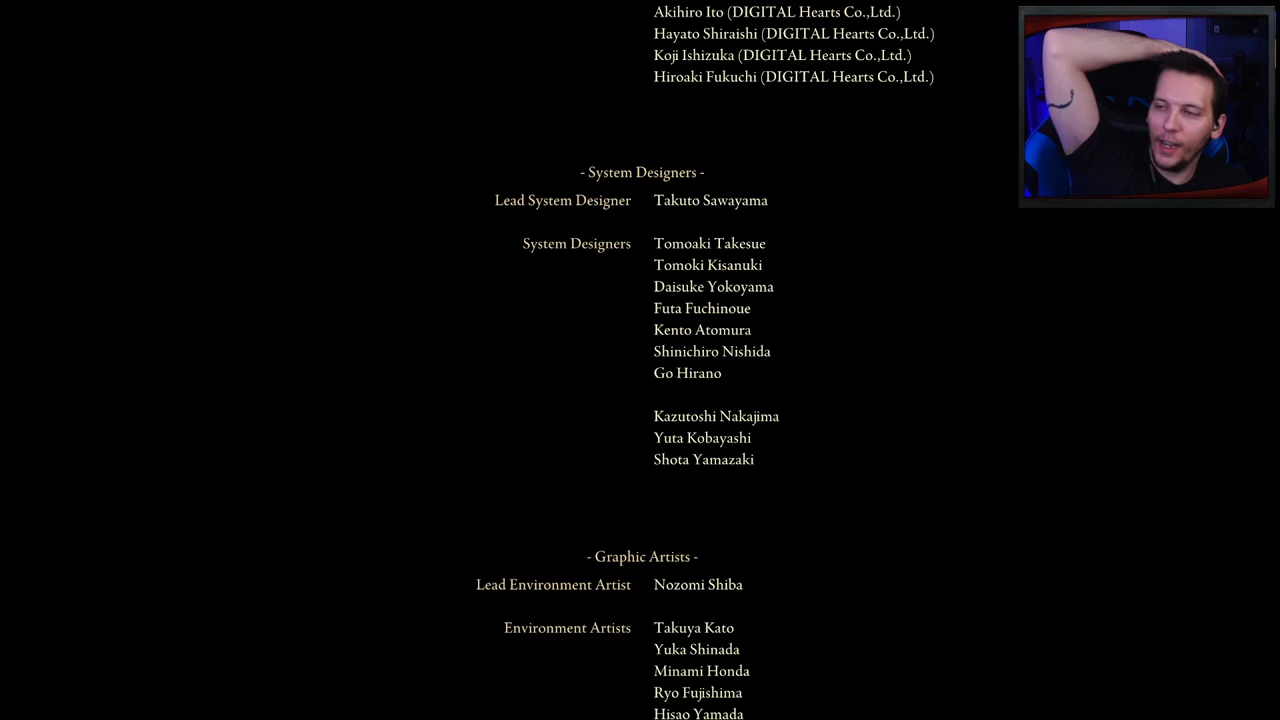 Akihiro Ito (DIGITAL Hearts Co.,Ltd.)
Hayato Shiraishi (DIGITAL Hearts Co.,Ltd.)
Koji Ishizuka (DIGITAL Hearts Co.,Ltd.)
Hiroaki Fukuchi (DIGITAL Hearts Co.,Ltd.)
- System Designers -
Lead System Designer Takuto Sawayama
System Designers Tomoaki Takesue
Tomoki Kisanuki
Daisuke Yokoyama
Futa Fuchinoue
Kento Atomura
Shinichiro Nishida
Go Hirano
Kazutoshi Nakajima
Yuta Kobayashi
Shota Yamazaki
- Graphic Artists -
Lead Environment Artist Nozomi Shiba
Environment Artists Takuya Kato
Yuka Shinada
Minami Honda
Ryo Fujishima
Hisao Yamada